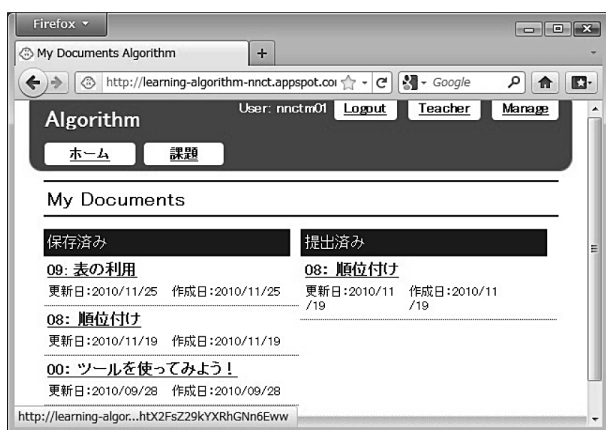 Firefox
My Documents Algorithm
+
http://learning-algorithm-nnct.appspot.co
Google
User: nnctm01 Logout Teacher Manage
Algorithm
ホーム 課題
My Documents
保存済み
09: 表の利用
更新日:2010/11/25 作成日:2010/11/25
08: 順位付け
更新日:2010/11/19 作成日:2010/11/19
00: ツールを使ってみよう！
更新日:2010/09/28 作成日:2010/09/28
提出済み
08: 順位付け
更新日:2010/11/19 作成日:2010/11/19
http://learning-algor...htX2FsZ29kYXRhGNn6Eww